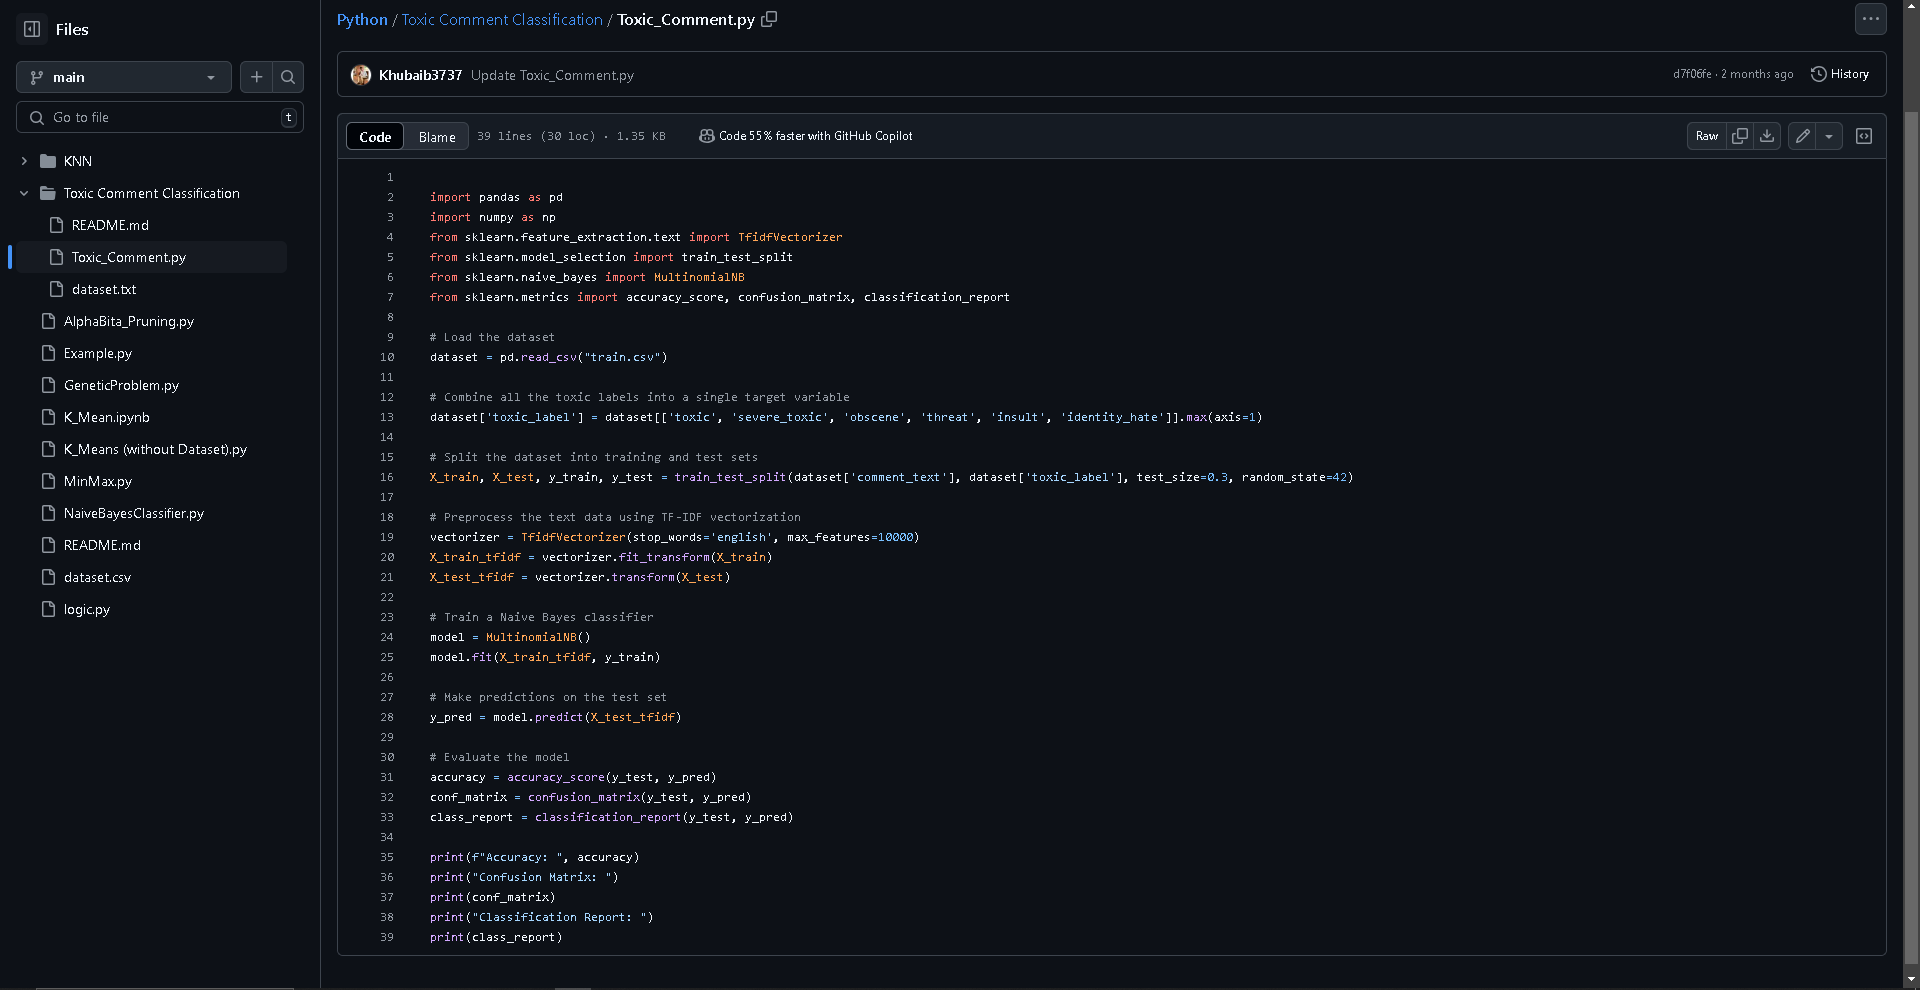 Files
main
Go to file
t
KNN
Toxic Comment Classification
README.md
Toxic_Comment.py
dataset.txt
AlphaBita_Pruning.py
Example.py
GeneticProblem.py
K_Mean.ipynb
K_Means (without Dataset).py
MinMax.py
NaiveBayesClassifier.py
README.md
dataset.csv
logic.py
Python / Toxic Comment Classification / Toxic_Comment.py
Khubaib3737 Update Toxic_Comment.py
d7f06fe · 2 months ago
History
Code
Blame
39 lines (30 loc) · 1.35 KB
Code 55% faster with GitHub Copilot
Raw
1
2 import pandas as pd
3 import numpy as np
4 from sklearn.feature_extraction.text import TfidfVectorizer
5 from sklearn.model_selection import train_test_split
6 from sklearn.naive_bayes import MultinomialNB
7 from sklearn.metrics import accuracy_score, confusion_matrix, classification_report
8
9 # Load the dataset
10 dataset = pd.read_csv("train.csv")
11
12 # Combine all the toxic labels into a single target variable
13 dataset['toxic_label'] = dataset[['toxic', 'severe_toxic', 'obscene', 'threat', 'insult', 'identity_hate']].max(axis=1)
14
15 # Split the dataset into training and test sets
16 X_train, X_test, y_train, y_test = train_test_split(dataset['comment_text'], dataset['toxic_label'], test_size=0.3, random_state=42)
17
18 # Preprocess the text data using TF-IDF vectorization
19 vectorizer = TfidfVectorizer(stop_words='english', max_features=10000)
20 X_train_tfidf = vectorizer.fit_transform(X_train)
21 X_test_tfidf = vectorizer.transform(X_test)
22
23 # Train a Naive Bayes classifier
24 model = MultinomialNB()
25 model.fit(X_train_tfidf, y_train)
26
27 # Make predictions on the test set
28 y_pred = model.predict(X_test_tfidf)
29
30 # Evaluate the model
31 accuracy = accuracy_score(y_test, y_pred)
32 conf_matrix = confusion_matrix(y_test, y_pred)
33 class_report = classification_report(y_test, y_pred)
34
35 print(f"Accuracy: ", accuracy)
36 print("Confusion Matrix: ")
37 print(conf_matrix)
38 print("Classification Report: ")
39 print(class_report)